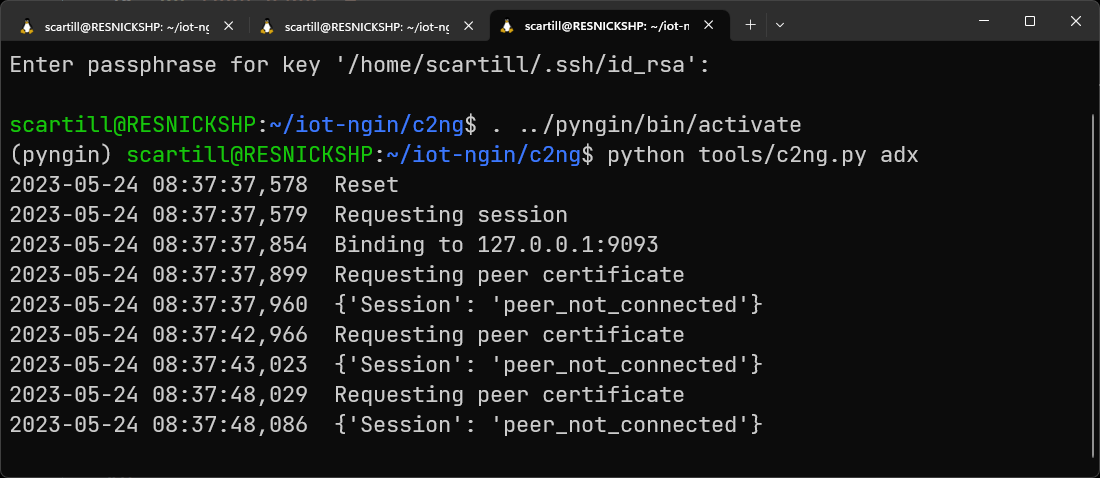 scartill@RESNICKSHP: ~/iot-ng
scartill@RESNICKSHP: ~/iot-ng
scartill@RESNICKSHP: ~/iot-n
Enter passphrase for key '/home/scartill/.ssh/id_rsa':
scartill@RESNICKSHP:~/iot-ngin/c2ng$ . ../pyngin/bin/activate
(pyngin) scartill@RESNICKSHP:~/iot-ngin/c2ng$ python tools/c2ng.py adx
2023-05-24 08:37:37,578  Reset
2023-05-24 08:37:37,579  Requesting session
2023-05-24 08:37:37,854  Binding to 127.0.0.1:9093
2023-05-24 08:37:37,899  Requesting peer certificate
2023-05-24 08:37:37,960  {'Session': 'peer_not_connected'}
2023-05-24 08:37:42,966  Requesting peer certificate
2023-05-24 08:37:43,023  {'Session': 'peer_not_connected'}
2023-05-24 08:37:48,029  Requesting peer certificate
2023-05-24 08:37:48,086  {'Session': 'peer_not_connected'}